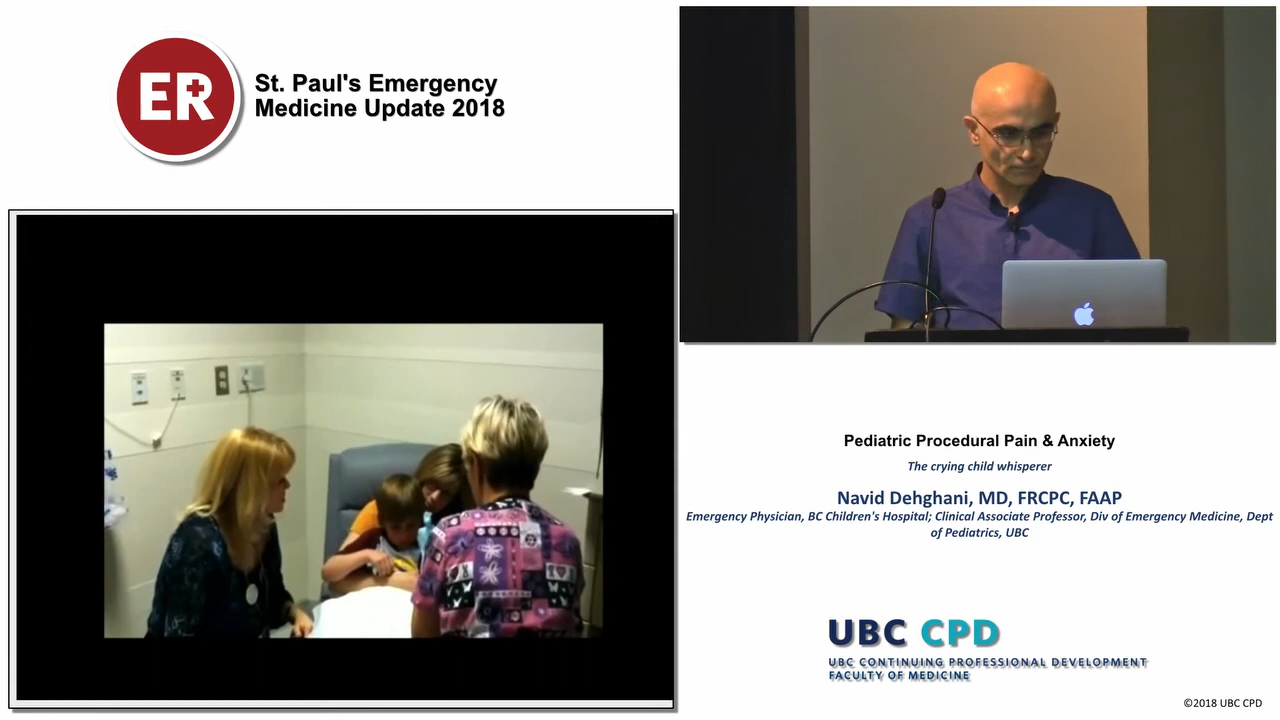 ER
St. Paul's Emergency
Medicine Update 2018
Pediatric Procedural Pain & Anxiety
The crying child whisperer
Navid Dehghani, MD, FRCPC, FAAP
Emergency Physician, BC Children's Hospital; Clinical Associate Professor, Div of Emergency Medicine, Dept
of Pediatrics, UBC
UBC CPD
UBC CONTINUING PROFESSIONAL DEVELOPMENT
FACULTY OF MEDICINE
©2018 UBC CPD